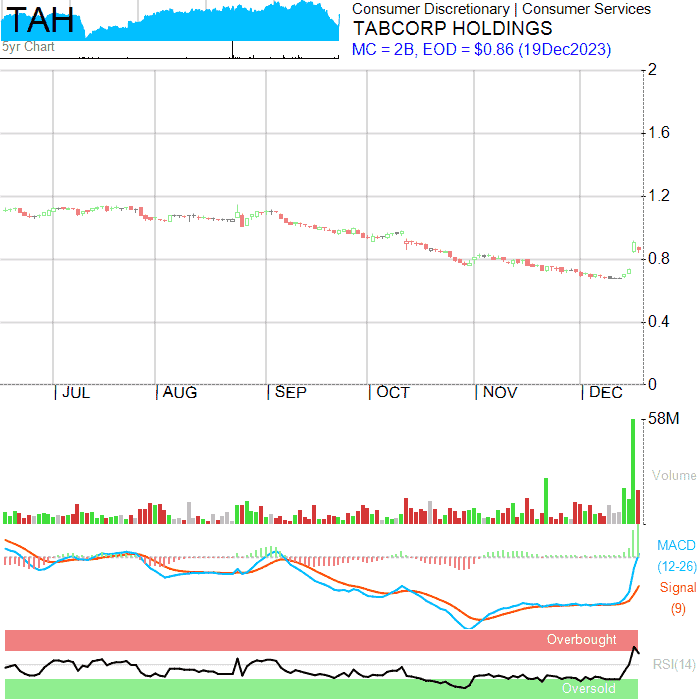 TAH
5yr Chart
Consumer Discretionary | Consumer Services
TABCORP HOLDINGS
MC = 2B, EOD = $0.86 (19Dec2023)
2
1.6
1.2
0.8
0.4
0
| JUL | AUG | SEP | OCT | NOV | DEC
58M
Volume
MACD
(12-26)
Signal
(9)
Overbought
RSI(14)
Oversold